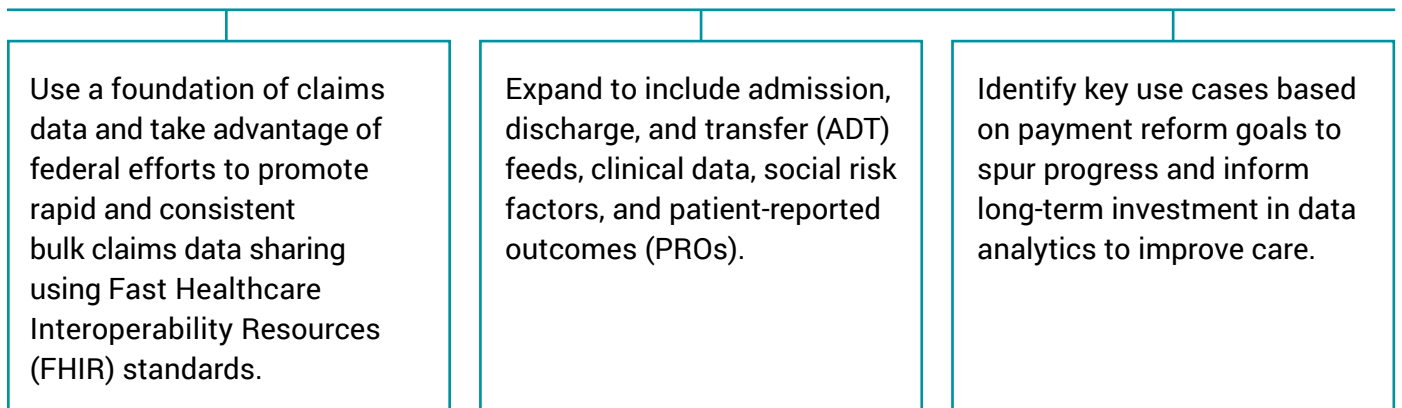 Use a foundation of claims
data and take advantage of
federal efforts to promote
rapid and consistent
bulk claims data sharing
using Fast Healthcare
Interoperability Resources
(FHIR) standards.
Expand to include admission,
discharge, and transfer (ADT)
feeds, clinical data, social risk
factors, and patient-reported
outcomes (PROs).
Identify key use cases based
on payment reform goals to
spur progress and inform
long-term investment in data
analytics to improve care.